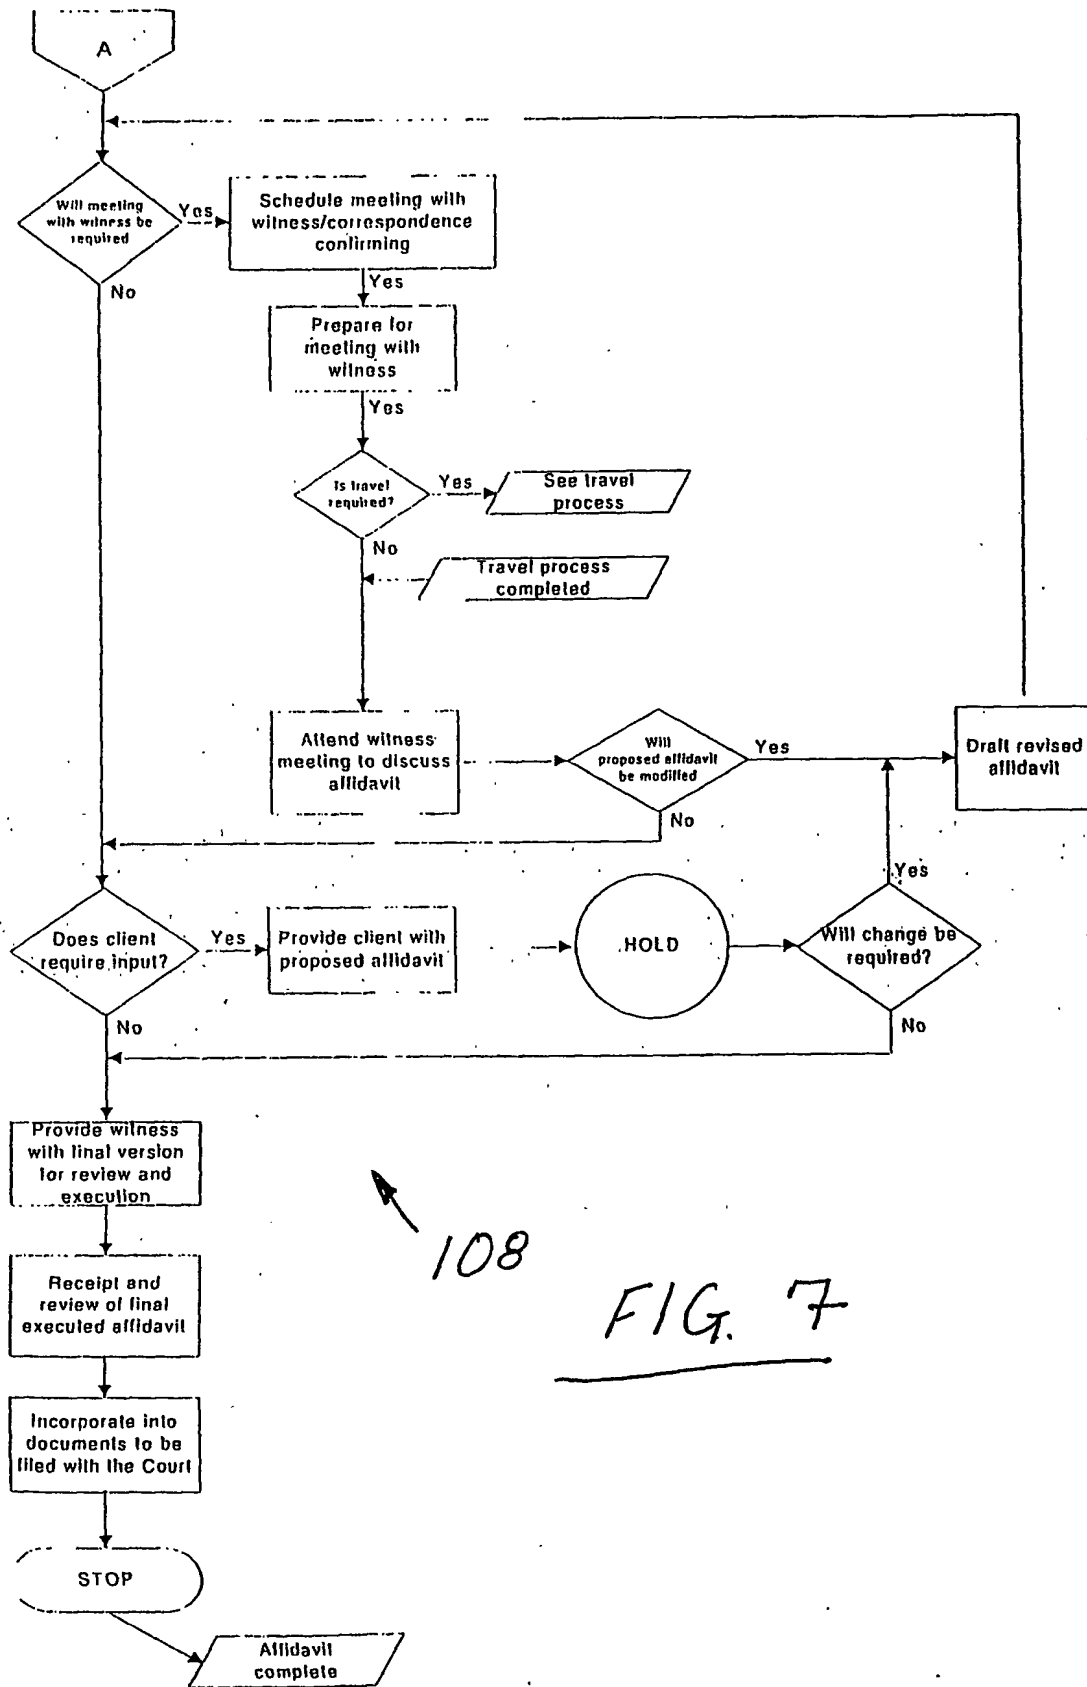 A
Will meeting
with witness be
required
Yes
Schedule meeting with
witness/correspondence
confirming
No
Yes
Prepare for
meeting with
witness
Yes
Is travel
required?
Yes
See travel
process
No
Travel process
completed
Attend witness
meeting to discuss
affidavit
Will
proposed affidavit
be modified
Yes
Draft revised
affidavit
No
Yes
Does client
require input?
Yes
Provide client with
proposed affidavit
HOLD
Will change be
required?
No
No
Provide witness
with final version
for review and
execution
108
FIG. 7
Receipt and
review of final
executed affidavit
Incorporate into
documents to be
filed with the Court
STOP
Affidavit
complete